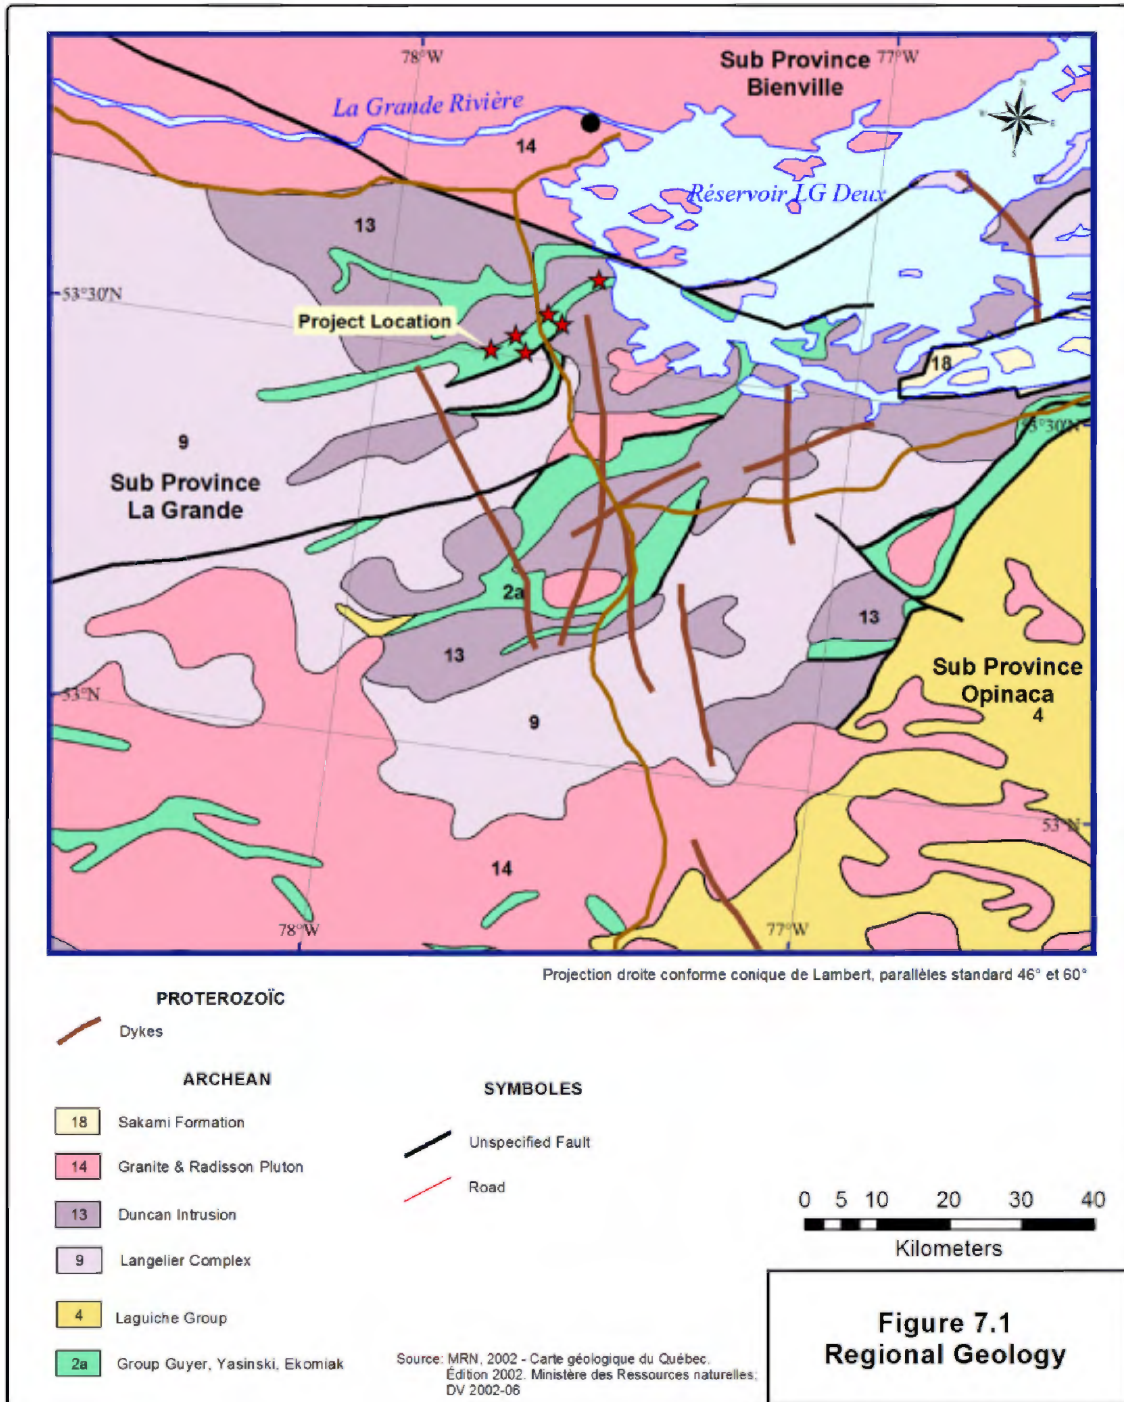 78°W
Sub Province
Bienville
77°W
La Grande Rivière
N
W
E
S
14
Réservoir LG Deux
13
53°30'N
Project Location
18
53°30'N
9
Sub Province
La Grande
2a
13
13
Sub Province
Opinaca
4
53°N
9
53°N
14
78°W
77°W
Projection droite conforme conique de Lambert, parallèles standard 46° et 60°
PROTEROZOÏC
Dykes
ARCHEAN
18 Sakami Formation
14 Granite & Radisson Pluton
13 Duncan Intrusion
9 Langelier Complex
4 Laguiche Group
2a Group Guyer, Yasinski, Ekomiak
SYMBOLES
Unspecified Fault
Road
0 5 10 20 30 40
Kilometers
Source: MRN, 2002 - Carte géologique du Québec.
Édition 2002. Ministère des Ressources naturelles;
DV 2002-06
Figure 7.1
Regional Geology